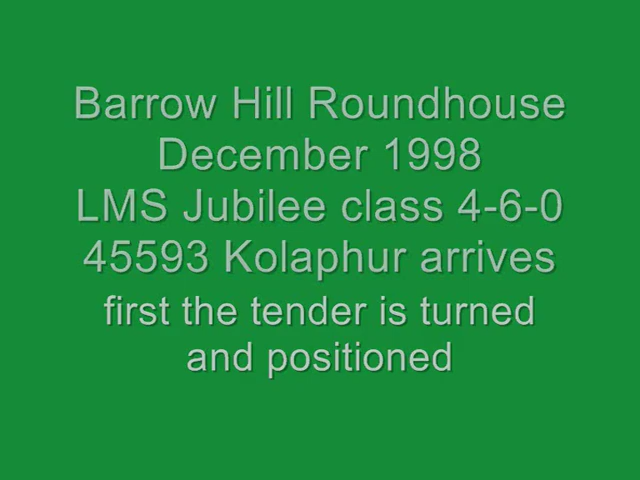 Barrow Hill Roundhouse
December 1998
LMS Jubilee class 4-6-0
45593 Kolaphur arrives
first the tender is turned
and positioned